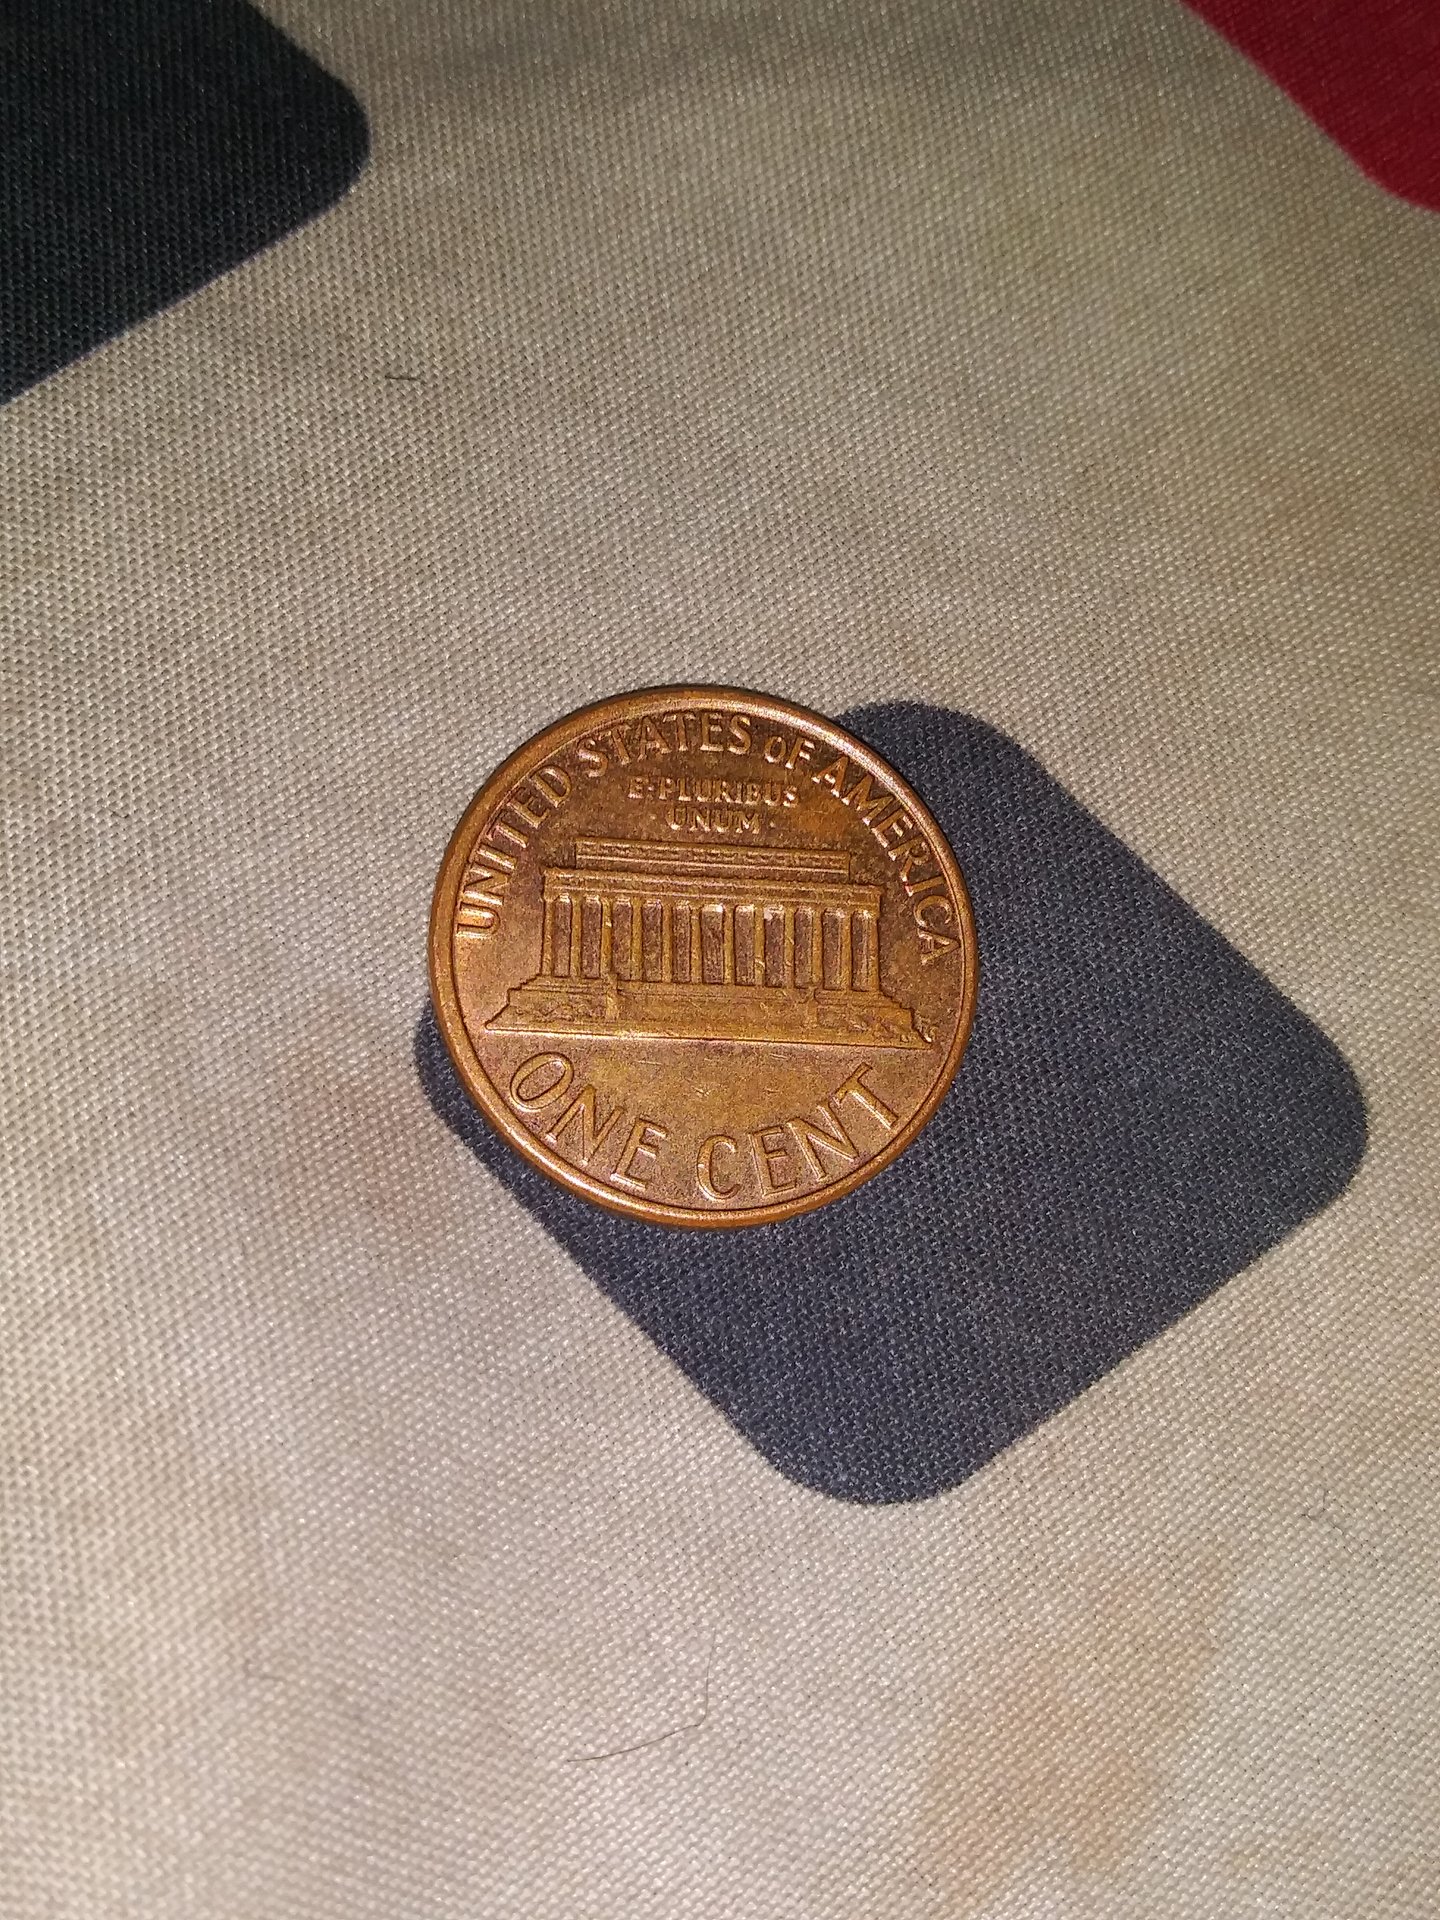 UNITED STATES OF AMERICA
E·PLURIBUS
·UNUM·
ONE CENT